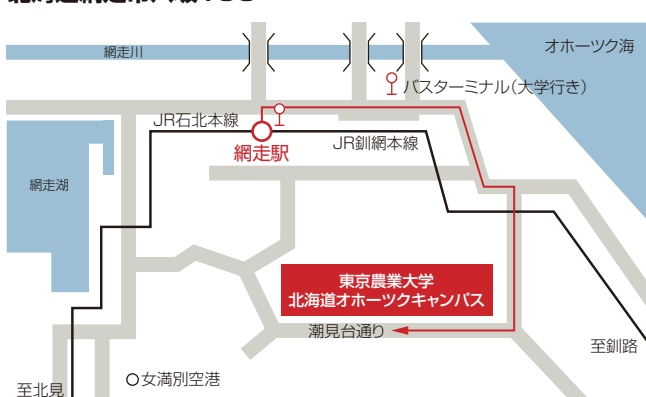 網走川
オホーツク海
バスターミナル（大学行き）
JR石北本線
網走駅
JR釧網本線
網走湖
東京農業大学
北海道オホーツクキャンパス
潮見台通り
至釧路
女満別空港
至北見